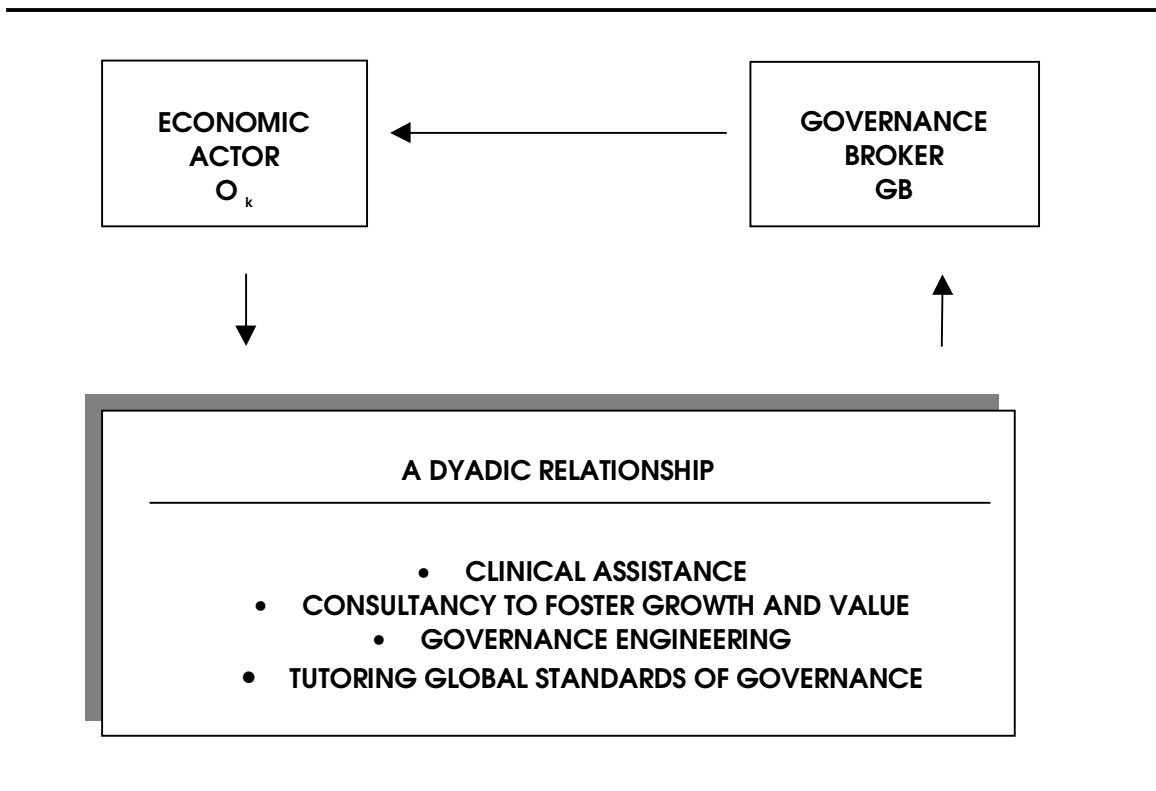 ECONOMIC
ACTOR
O k
GOVERNANCE
BROKER
GB
A DYADIC RELATIONSHIP
• CLINICAL ASSISTANCE
• CONSULTANCY TO FOSTER GROWTH AND VALUE
• GOVERNANCE ENGINEERING
• TUTORING GLOBAL STANDARDS OF GOVERNANCE